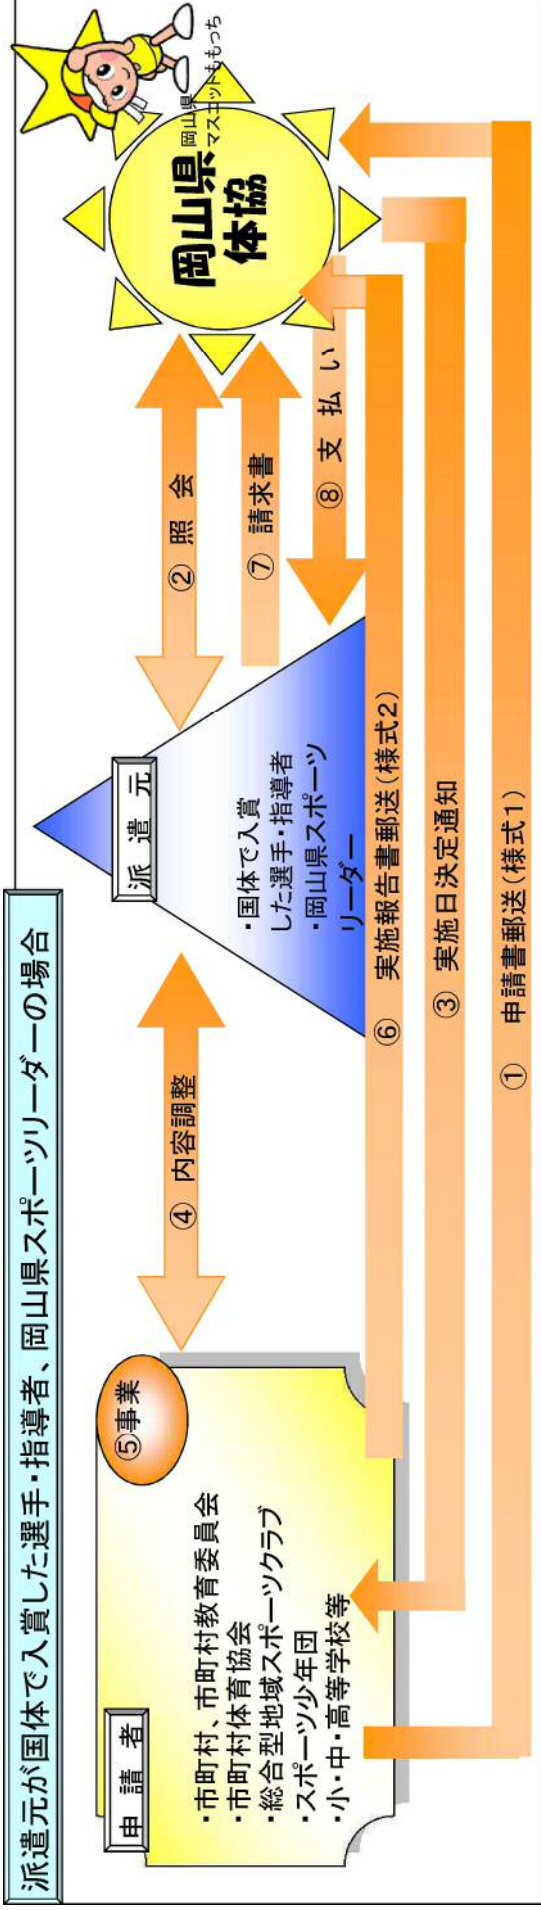 派遣元が国体で入賞した選手・指導者、岡山県スポーツリーダーの場合
申 請 者
⑤事業
・市町村、市町村教育委員会
・市町村体育協会
・総合型地域スポーツクラブ
・スポーツ少年団
・小・中・高等学校等
④ 内容調整
派 遣 元
・国体で入賞
した選手・指導者
・岡山県スポーツ
リーダー
② 照 会
⑦ 請求書
⑧ 支 払 い
岡山県
体協
岡山県
マスコットももっち
⑥ 実施報告書郵送(様式2)
③ 実施日決定通知
① 申請書郵送(様式1)